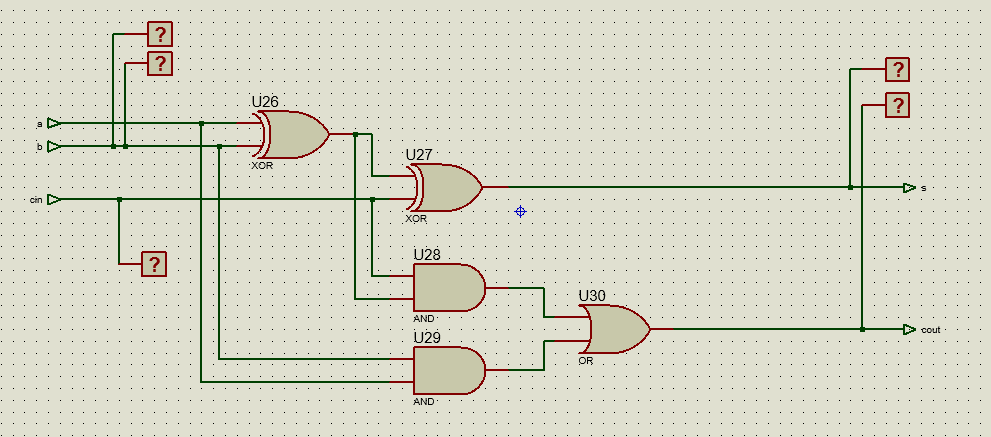 ?
?
?
?
U26
a
b
XOR
U27
cin
s
XOR
?
U28
U30
AND
cout
U29
OR
AND